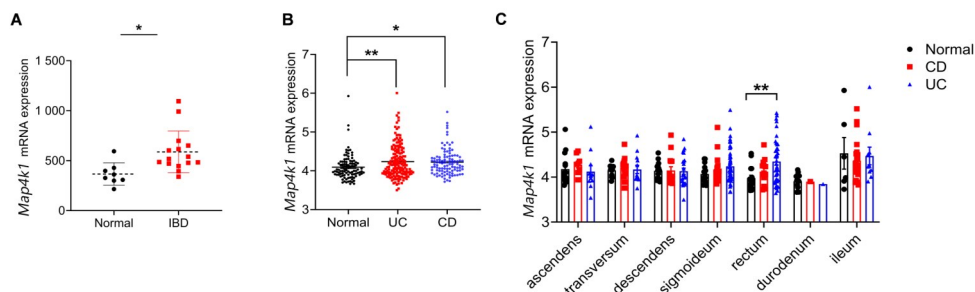 A
*
Map4k1 mRNA expression
1 500
1 000
500
0
Normal IBD
B
*
**
Map4k1 mRNA expression
7
6
5
4
3
Normal UC CD
C
Map4k1 mRNA expression
7
6
5
4
3
**
Normal
CD
UC
ascendens
transversum
descendens
sigmoideum
rectum
durodenum
ileum